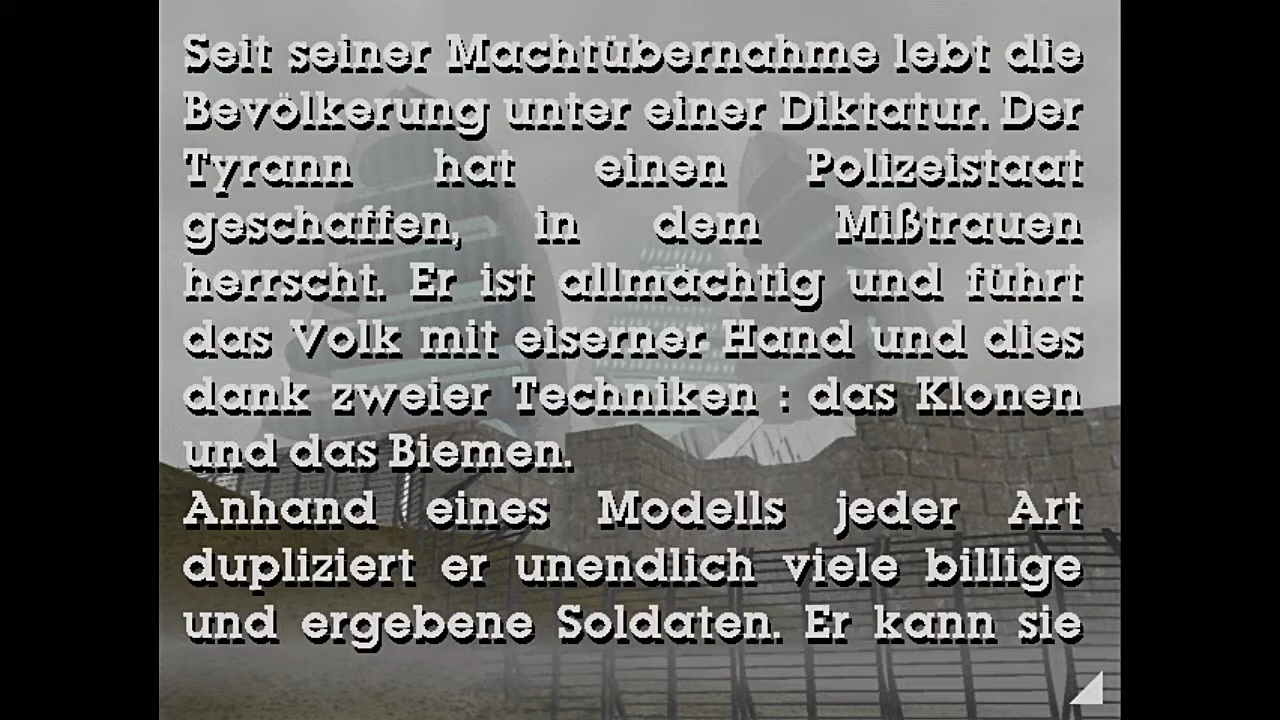 Seit seiner Machtübernahme lebt die
Bevölkerung unter einer Diktatur. Der
Tyrann hat einen Polizeistaat
geschaffen, in dem Mißtrauen
herrscht. Er ist allmächtig und führt
das Volk mit eiserner Hand und dies
dank zweier Techniken : das Klonen
und das Biemen.
Anhand eines Modells jeder Art
dupliziert er unendlich viele billige
und ergebene Soldaten. Er kann sie